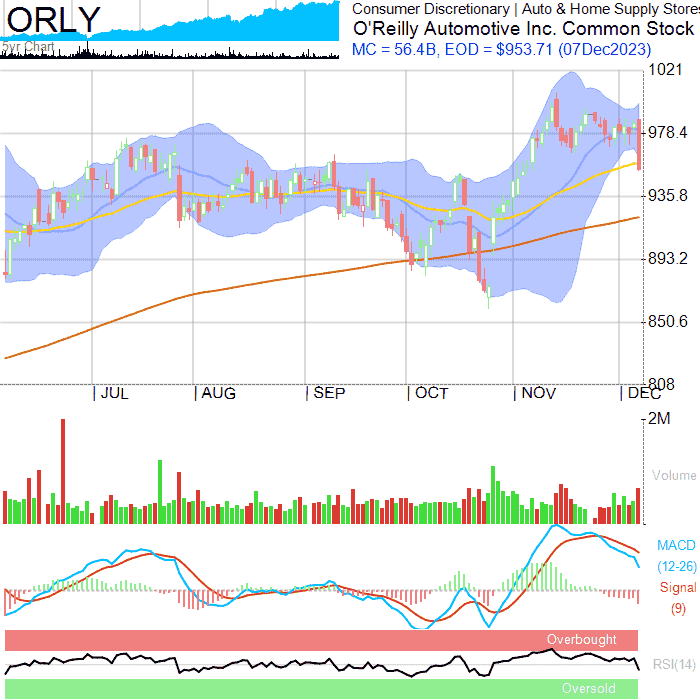 ORLY
5yr Chart
Consumer Discretionary | Auto & Home Supply Stores
O'Reilly Automotive Inc. Common Stock
MC = 56.4B, EOD = $953.71 (07Dec2023)
1021
978.4
935.8
893.2
850.6
808
JUL AUG SEP OCT NOV DEC
2M
Volume
MACD
(12-26)
Signal
(9)
Overbought
RSI(14)
Oversold